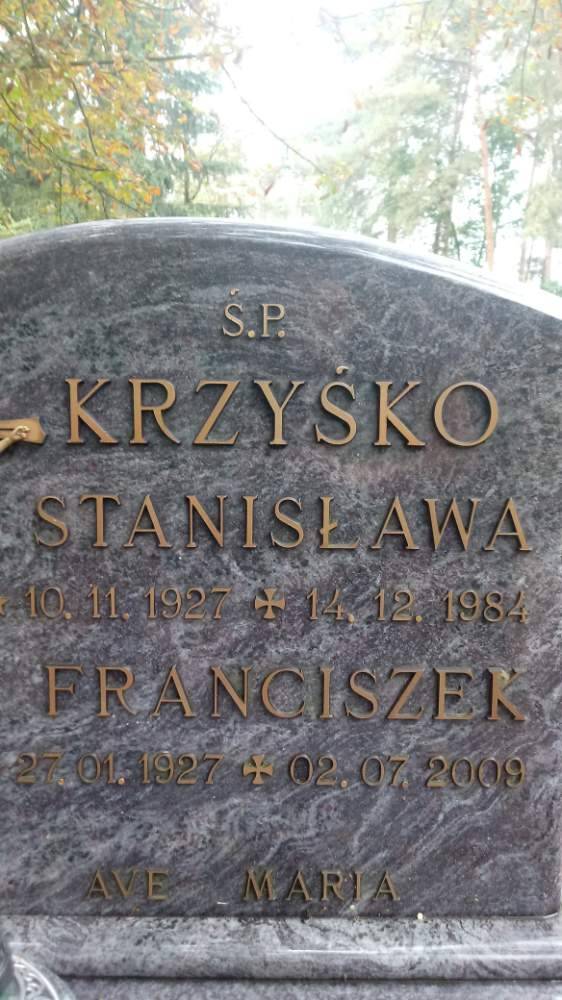 Ś.P.
KRZYŚKO
STANISŁAWA
★ 10. 11. 1927 ✠ 14. 12. 1984
FRANCISZEK
27. 01. 1927 ✠ 02. 07. 2009
AVE MARIA